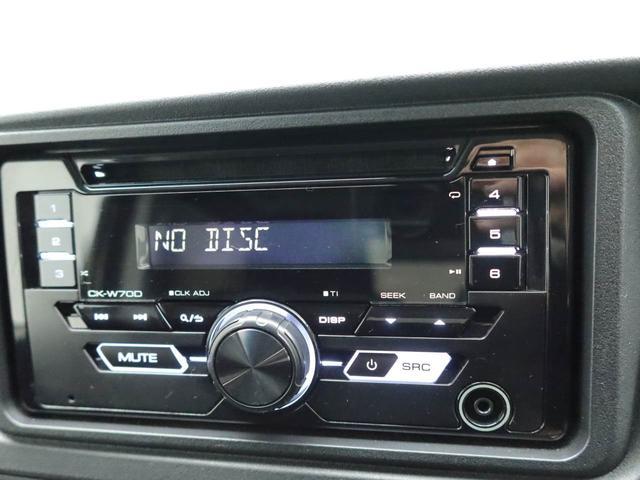 1
4
NO DISC
2
5
3
6
CK-W70D
CLK ADJ
TI
SEEK
BAND
DISP
MUTE
SRC